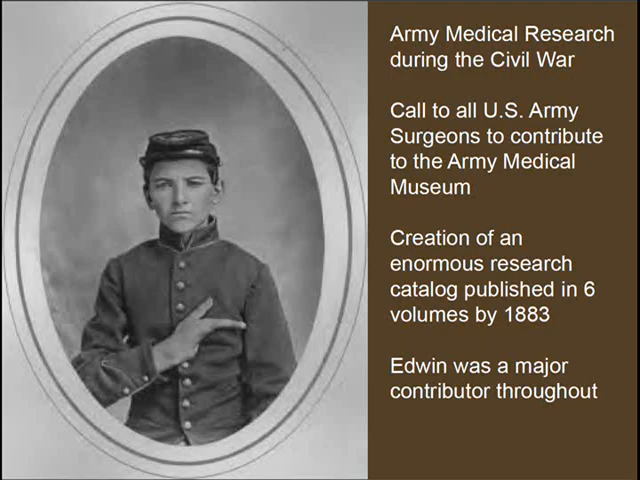 Army Medical Research
during the Civil War
Call to all U.S. Army
Surgeons to contribute
to the Army Medical
Museum
Creation of an
enormous research
catalog published in 6
volumes by 1883
Edwin was a major
contributor throughout